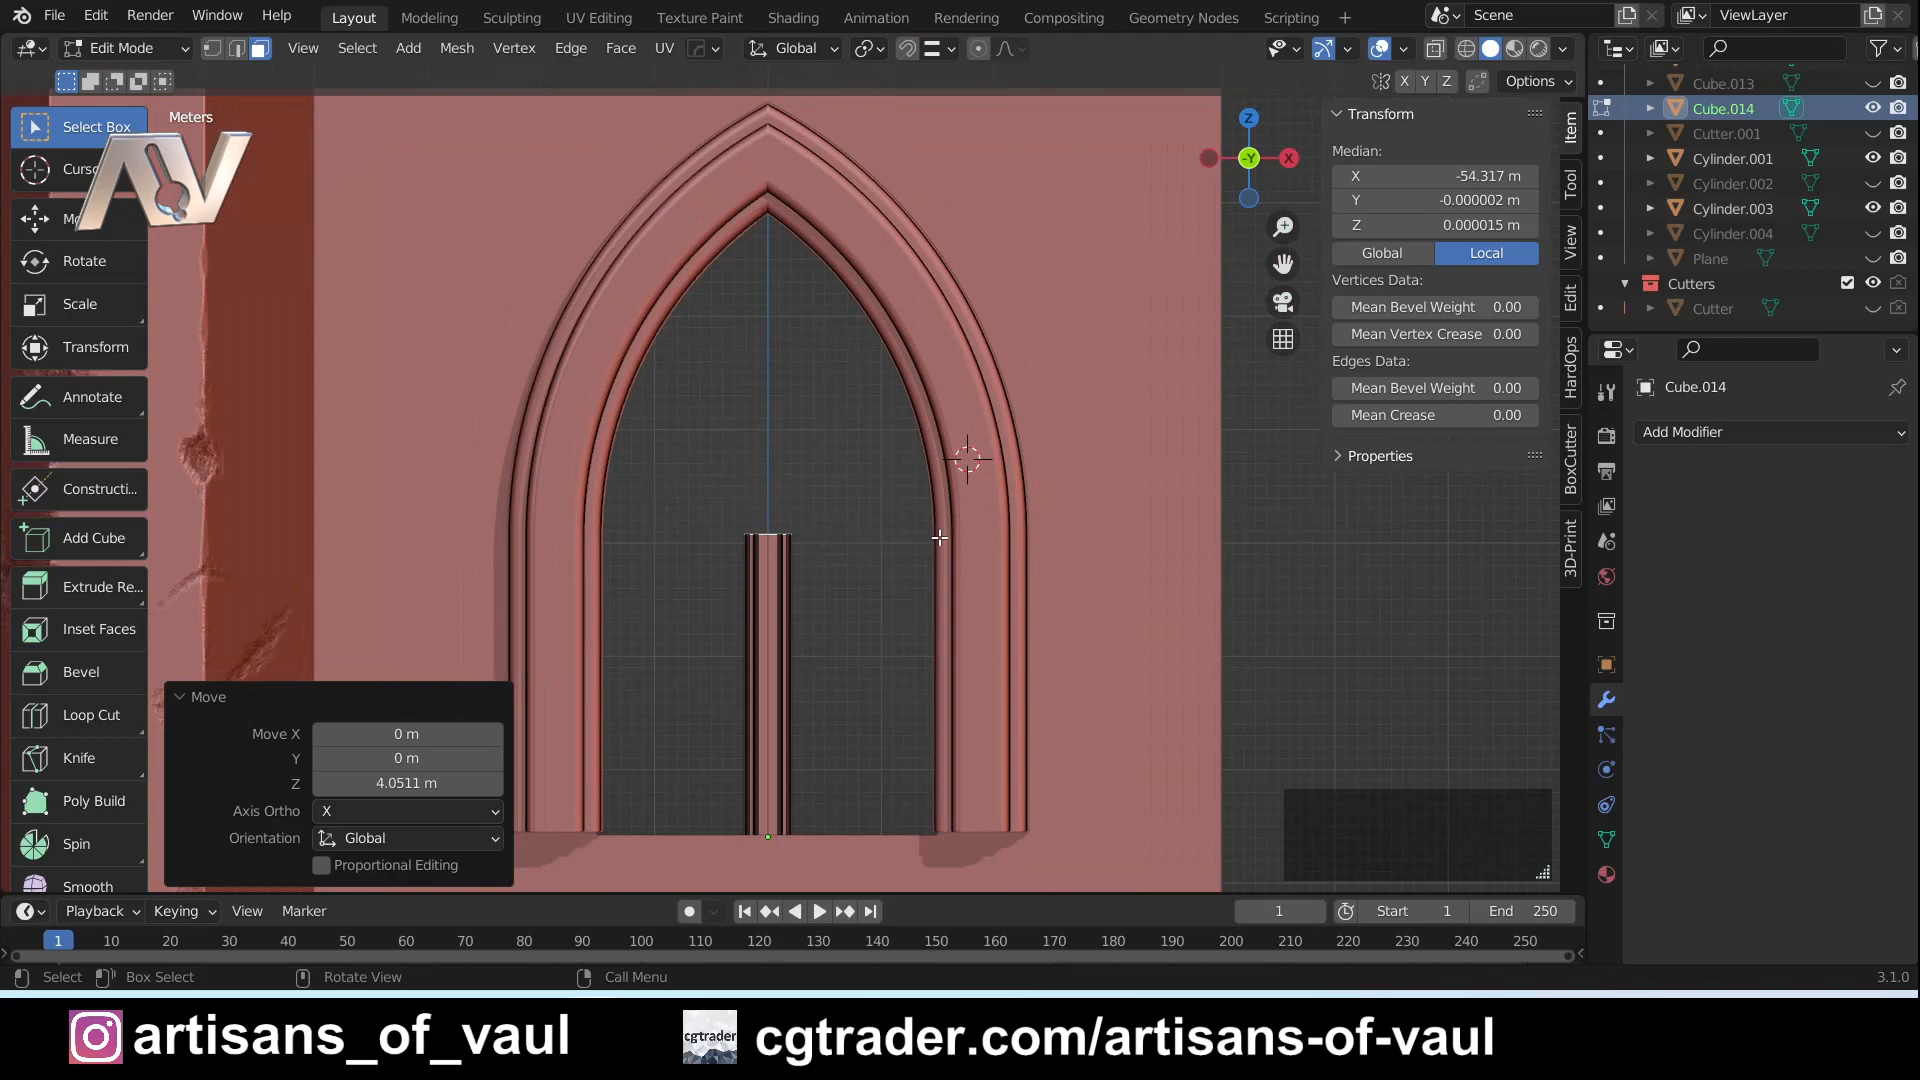 File Edit Render Window Help Layout Modeling Sculpting UV Editing Texture Paint Shading Animation Rendering Compositing Geometry Nodes Scripting + Scene ViewLayer
Edit Mode View Select Add Mesh Vertex Edge Face UV Global
X Y Z Options
Meters
Select Box
Rotate
Scale
Transform
Annotate
Measure
Constructi...
Add Cube
Extrude Re...
Inset Faces
Bevel
Loop Cut
Knife
Poly Build
Spin
Smooth
AV
Move
Move X 0 m
Y 0 m
Z 4.0511 m
Axis Ortho X
Orientation Global
Proportional Editing
Z
-Y X
Transform
Median:
X -54.317 m
Y -0.000002 m
Z 0.000015 m
Global Local
Vertices Data:
Mean Bevel Weight 0.00
Mean Vertex Crease 0.00
Edges Data:
Mean Bevel Weight 0.00
Mean Crease 0.00
Properties
Item
Tool
View
Edit
HardOps
BoxCutter
3D-Print
Cube.013
Cube.014
Cutter.001
Cylinder.001
Cylinder.002
Cylinder.003
Cylinder.004
Plane
Cutters
Cutter
Cube.014
Add Modifier
Playback Keying View Marker 1 Start 1 End 250
1 10 20 30 40 50 60 70 80 90 100 110 120 130 140 150 160 170 180 190 200 210 220 230 240 250
Select Box Select Rotate View Call Menu 3.1.0
artisans_of_vaul cgtrader cgtrader.com/artisans-of-vaul